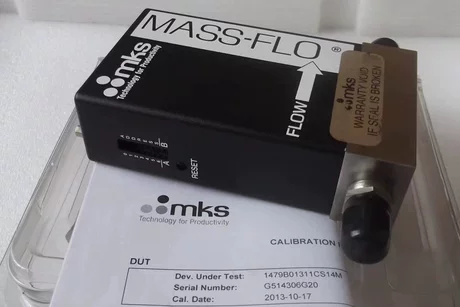 MASS-FLO®
mks
Technology for Productivity
FLOW
mks
WARRANTY VOID
IF SEAL IS BROKEN
ADDRESS
B
A
RESET
mks
Technology for Productivity
CALIBRATION
DUT
Dev. Under Test: 1479B01311CS14M
Serial Number: G514306G20
Cal. Date: 2013-10-17